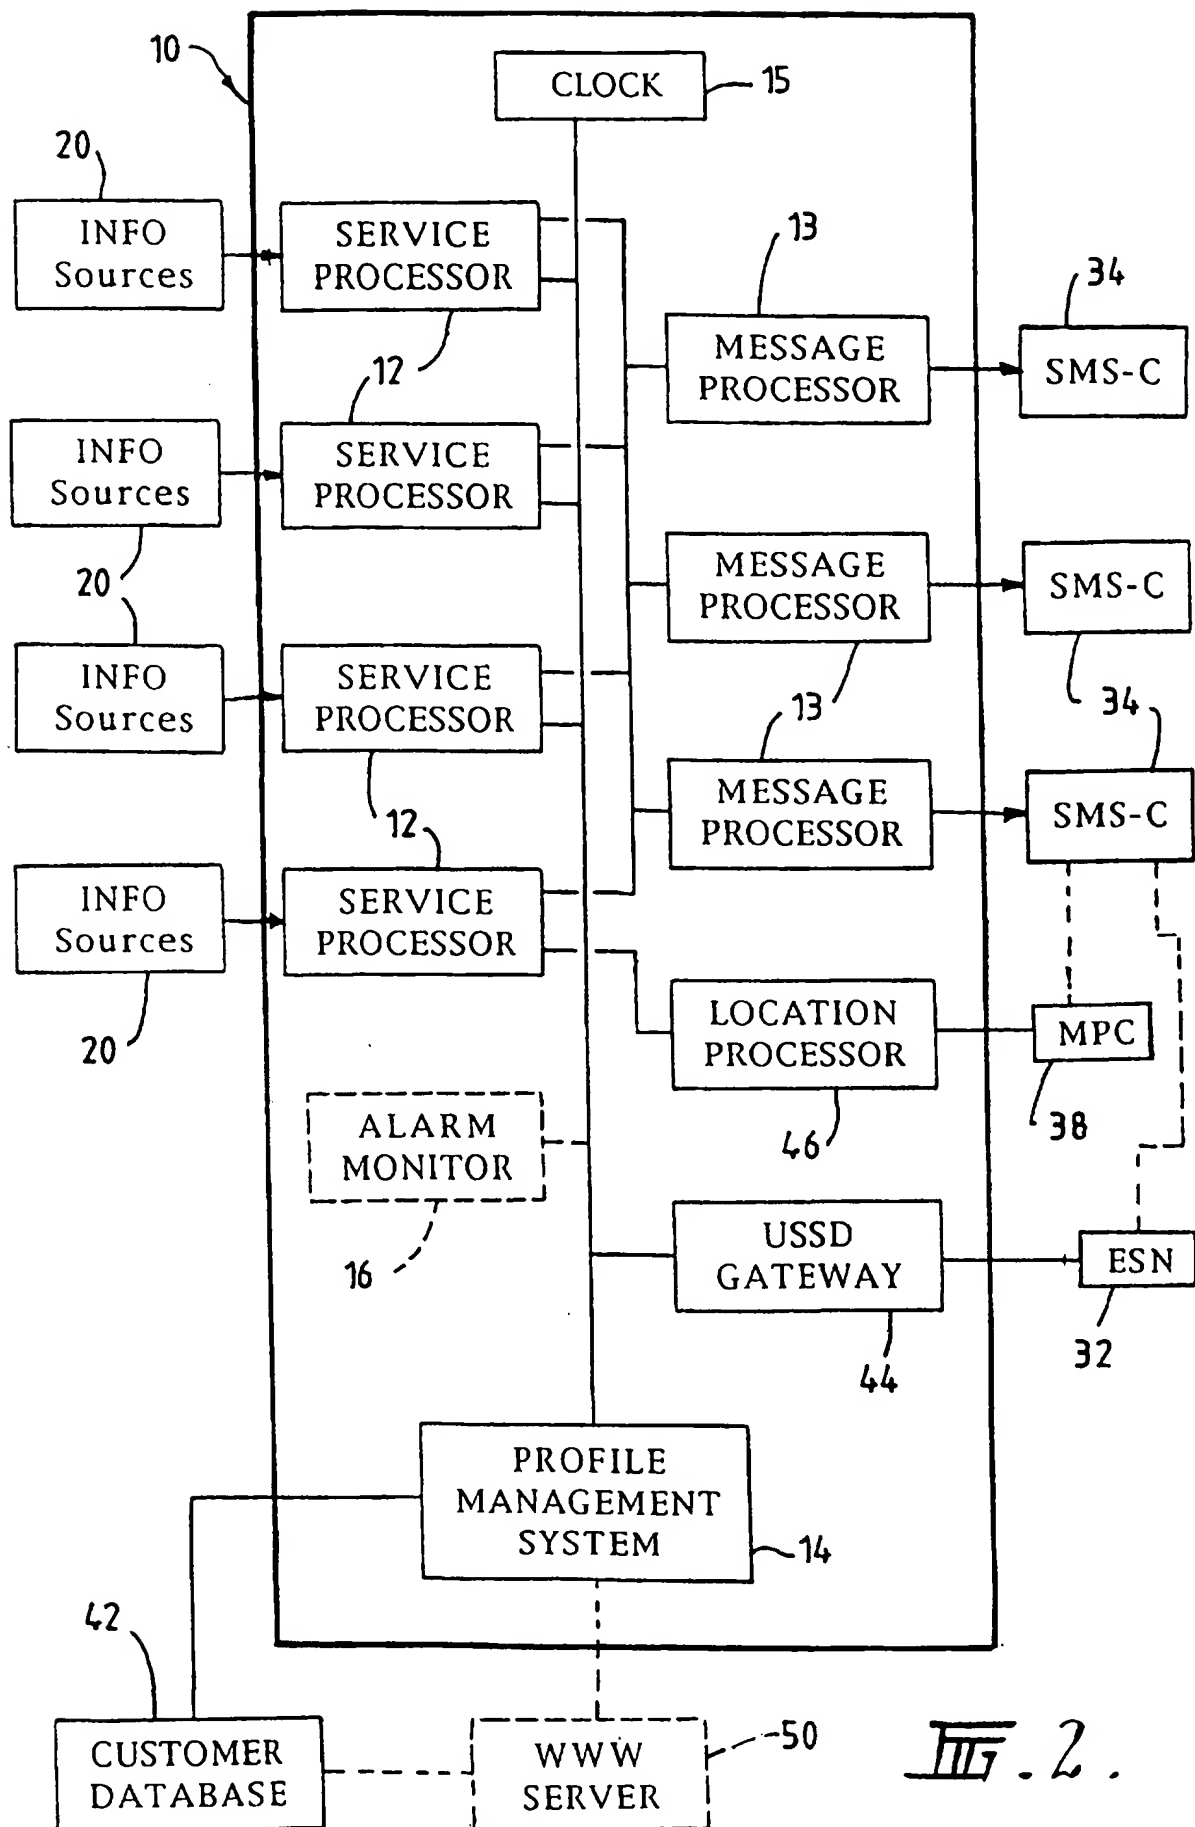 10
CLOCK
15
20
INFO
Sources
SERVICE
PROCESSOR
13
34
12
MESSAGE
PROCESSOR
SMS-C
INFO
Sources
SERVICE
PROCESSOR
20
MESSAGE
PROCESSOR
SMS-C
INFO
Sources
SERVICE
PROCESSOR
13
34
12
MESSAGE
PROCESSOR
SMS-C
INFO
Sources
SERVICE
PROCESSOR
20
LOCATION
PROCESSOR
MPC
38
46
ALARM
MONITOR
16
USSD
GATEWAY
ESN
32
44
PROFILE
MANAGEMENT
SYSTEM
14
42
CUSTOMER
DATABASE
WWW
SERVER
50
FIG. 2.